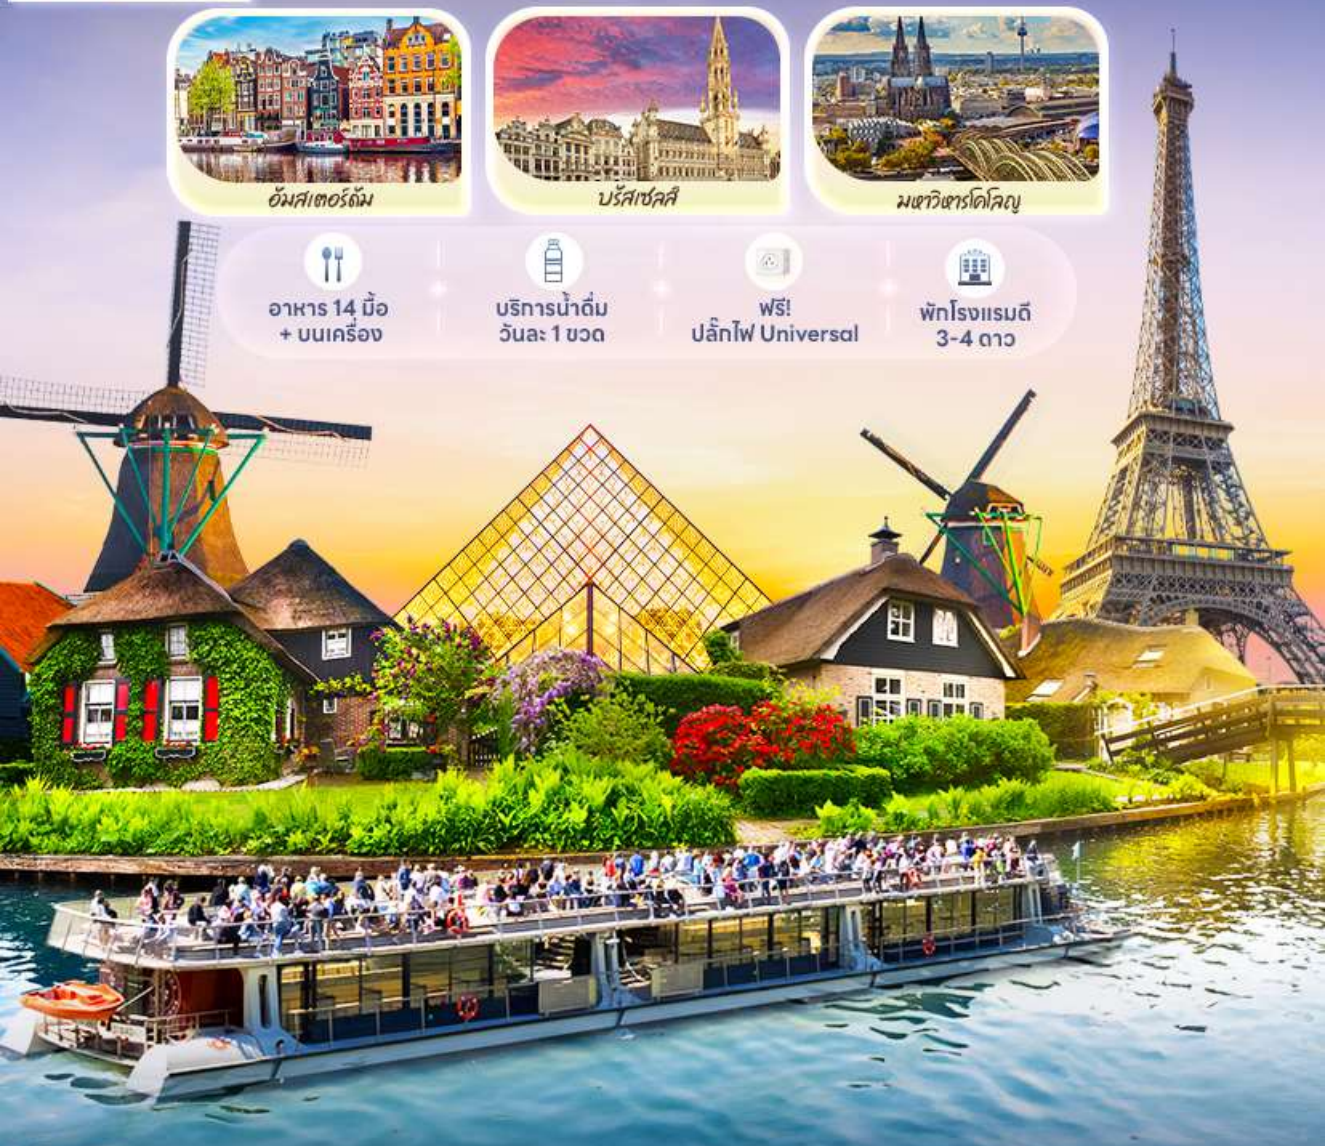 อัมสเตอร์ดัม
บรัสเซลส์
มหาวิหารโคโลญ
อาหาร 14 มื้อ
+ บนเครื่อง
บริการน้ำดื่ม
วันละ 1 ขวด
ฟรี!
ปลั๊กไฟ Universal
พักโรงแรมดี
3-4 ดาว